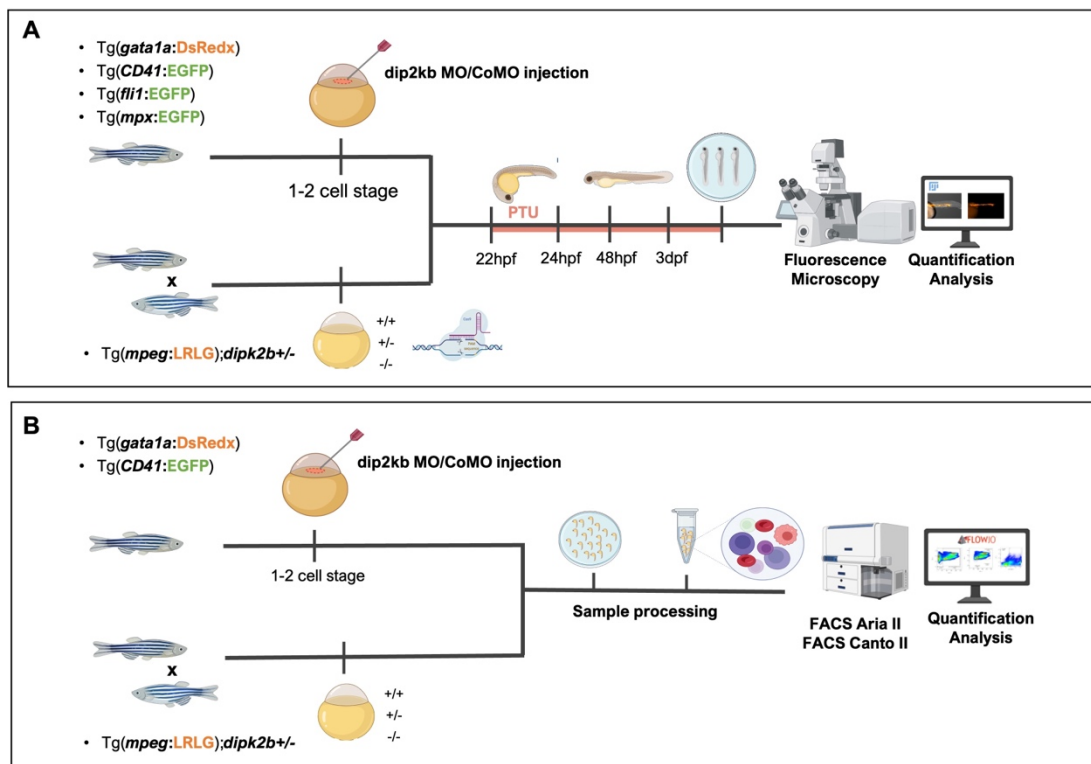 A
• Tg(gata1a:DsRedx)
• Tg(CD41:EGFP)
• Tg(fli1:EGFP)
• Tg(mpx:EGFP)
dip2kb MO/CoMO injection
1-2 cell stage
PTU
22hpf 24hpf 48hpf 3dpf
Fluorescence
Microscopy
Quantification
Analysis
x
+/+
+/-
-/-
• Tg(mpeg:LRLG);dipk2b+/-
B
• Tg(gata1a:DsRedx)
• Tg(CD41:EGFP)
dip2kb MO/CoMO injection
1-2 cell stage
Sample processing
FACS Aria II
FACS Canto II
FLOWJO
Quantification
Analysis
x
+/+
+/-
-/-
• Tg(mpeg:LRLG);dipk2b+/-